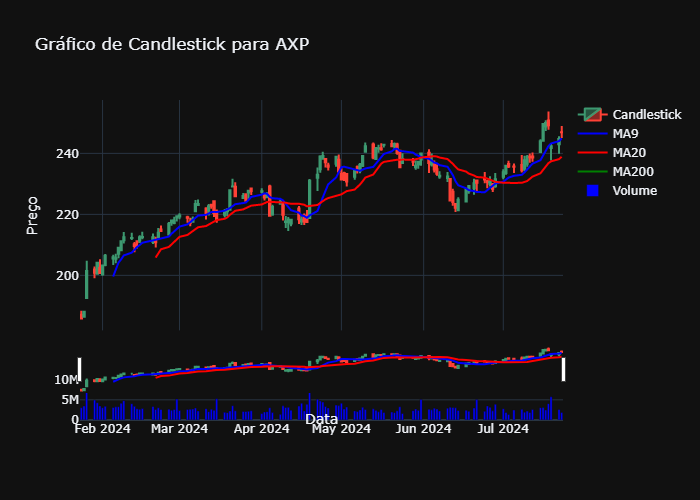 Gráfico de Candlestick para AXP
Candlestick
MA9
MA20
MA200
Volume
Preço
240
220
200
10M
5M
0
Data
Feb 2024
Mar 2024
Apr 2024
May 2024
Jun 2024
Jul 2024